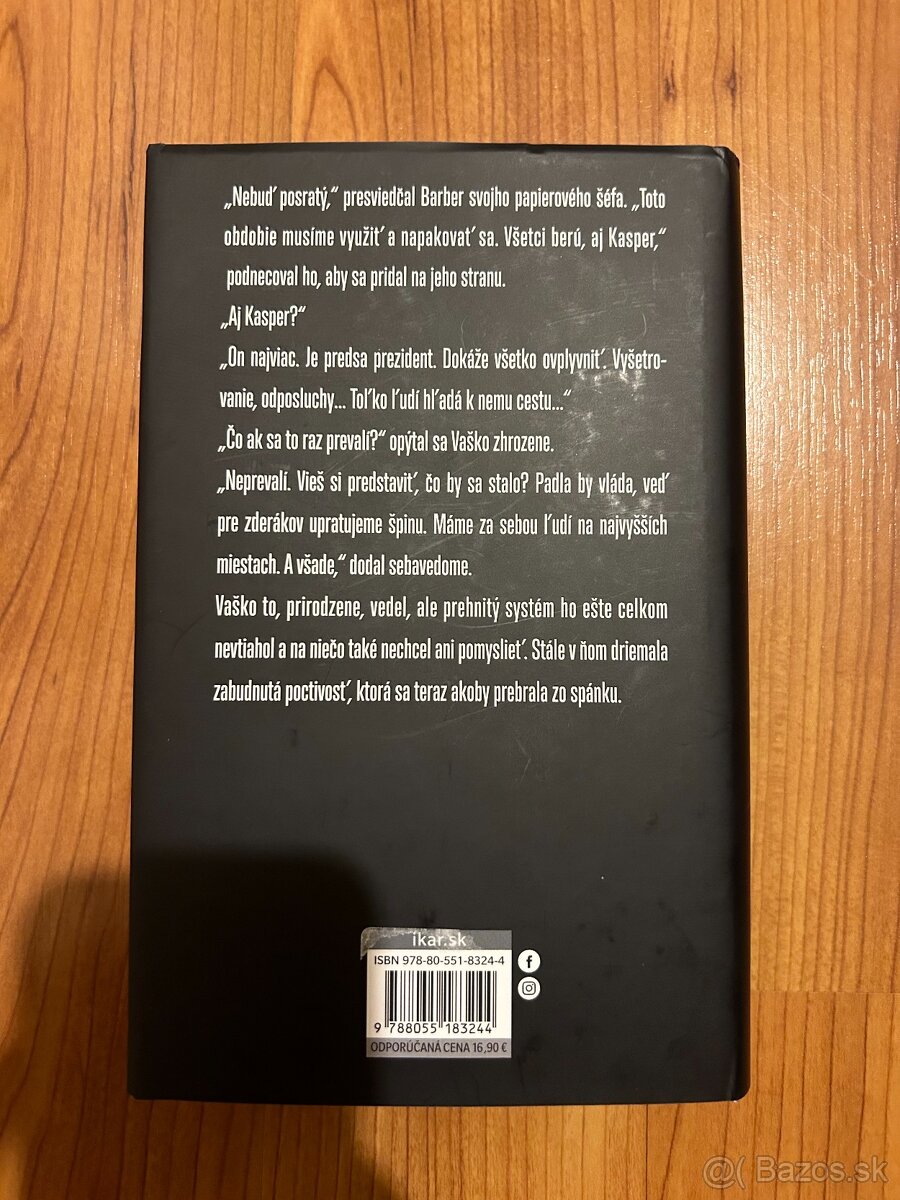 „Nebuď posratý,“ presviedčal Barber svojho papierového šéfa. „Toto
obdobie musíme využiť a napakovať sa. Všetci berú, aj Kasper,“
podnecoval ho, aby sa pridal na jeho stranu.
„Aj Kasper?“
„On najviac. Je predsa prezident. Dokáže všetko ovplyvniť. Vyšetro-
vanie, odposluchy... Toľko ľudí hľadá k nemu cestu...“
„Čo ak sa to raz prevalí?“ opýtal sa Vaško zhrozene.
„Neprevalí. Vieš si predstaviť, čo by sa stalo? Padla by vláda, veď
pre zderákov upratujeme špinu. Máme za sebou ľudí na najvyšších
miestach. A všade,“ dodal sebavedome.
Vaško to, prirodzene, vedel, ale prehnitý systém ho ešte celkom
nevtiahol a na niečo také nechcel ani pomyslieť. Stále v ňom driemala
zabudnutá poctivosť, ktorá sa teraz akoby prebrala zo spánku.
ikar.sk
ISBN 978-80-551-8324-4
9 788055 183244
ODPORÚČANÁ CENA 16,90 €
Bazos.sk